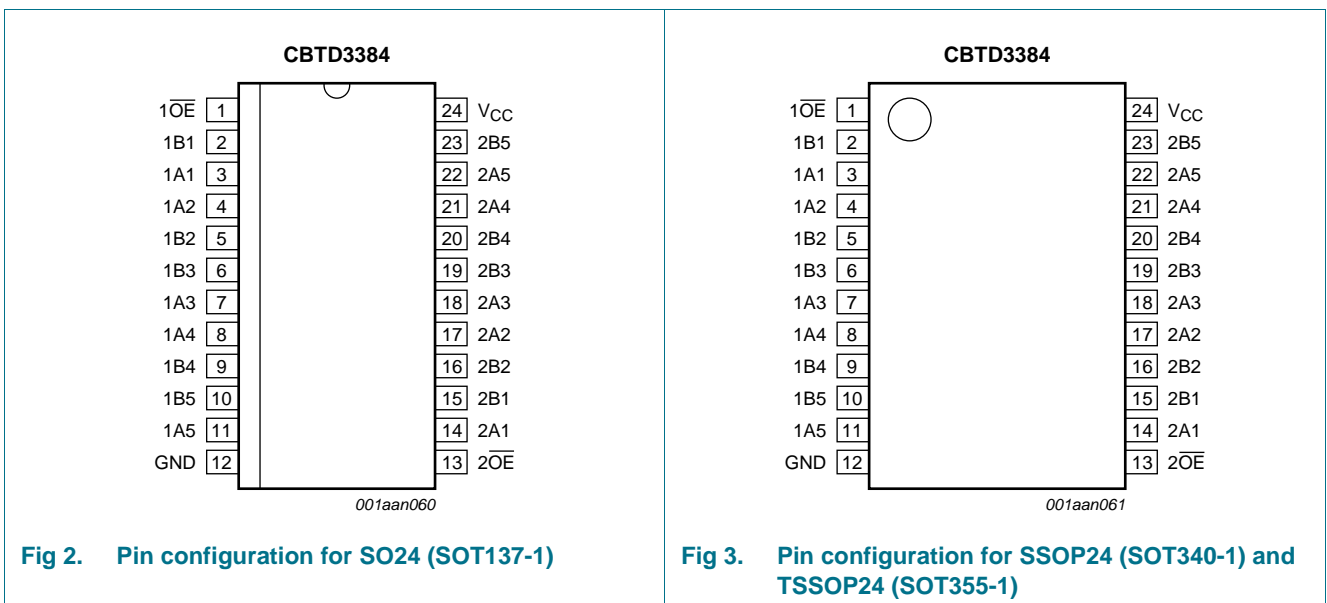 CBTD3384
1O̅E̅ 1 24 VCC
1B1 2 23 2B5
1A1 3 22 2A5
1A2 4 21 2A4
1B2 5 20 2B4
1B3 6 19 2B3
1A3 7 18 2A3
1A4 8 17 2A2
1B4 9 16 2B2
1B5 10 15 2B1
1A5 11 14 2A1
GND 12 13 2O̅E̅
001aan060
Fig 2. Pin configuration for SO24 (SOT137-1)
CBTD3384
1O̅E̅ 1 24 VCC
1B1 2 23 2B5
1A1 3 22 2A5
1A2 4 21 2A4
1B2 5 20 2B4
1B3 6 19 2B3
1A3 7 18 2A3
1A4 8 17 2A2
1B4 9 16 2B2
1B5 10 15 2B1
1A5 11 14 2A1
GND 12 13 2O̅E̅
001aan061
Fig 3. Pin configuration for SSOP24 (SOT340-1) and
TSSOP24 (SOT355-1)